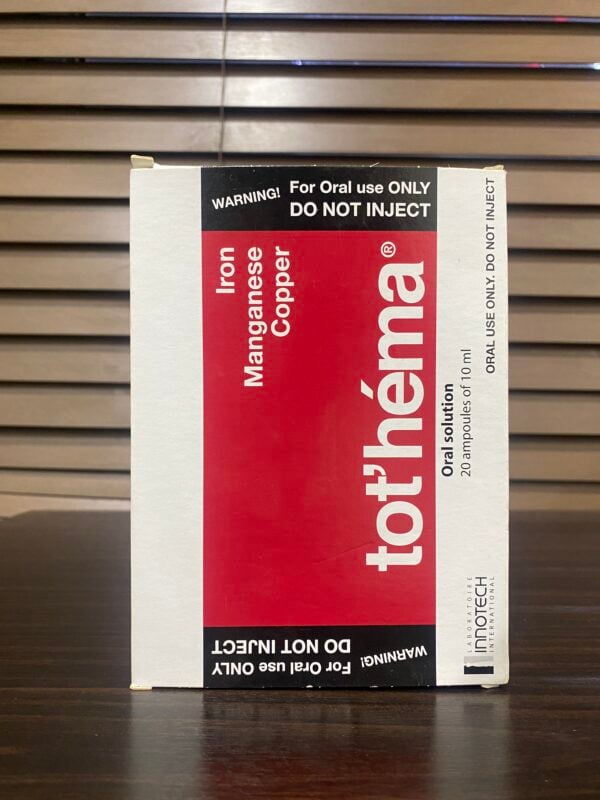 WARNING! For Oral use ONLY
DO NOT INJECT
Iron
Manganese
Copper
tot'héma®
Oral solution
20 ampoules of 10 ml
ORAL USE ONLY. DO NOT INJECT
LABORATOIRE
INNOTECH
INTERNATIONAL
WARNING! For Oral use ONLY
DO NOT INJECT